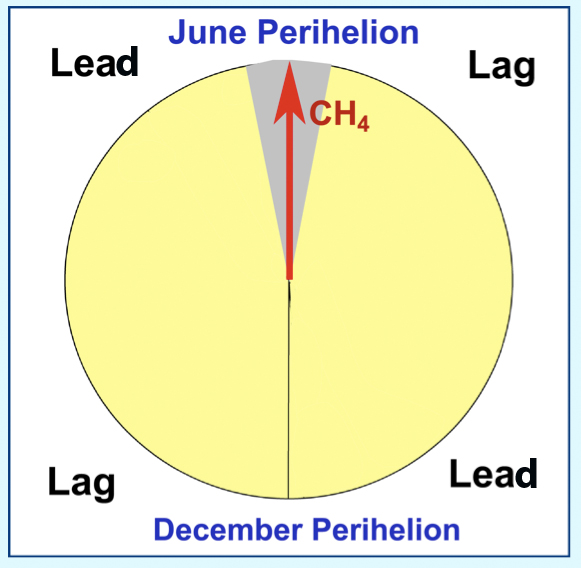 June Perihelion
Lead
Lag
CH₄
Lag
Lead
December Perihelion